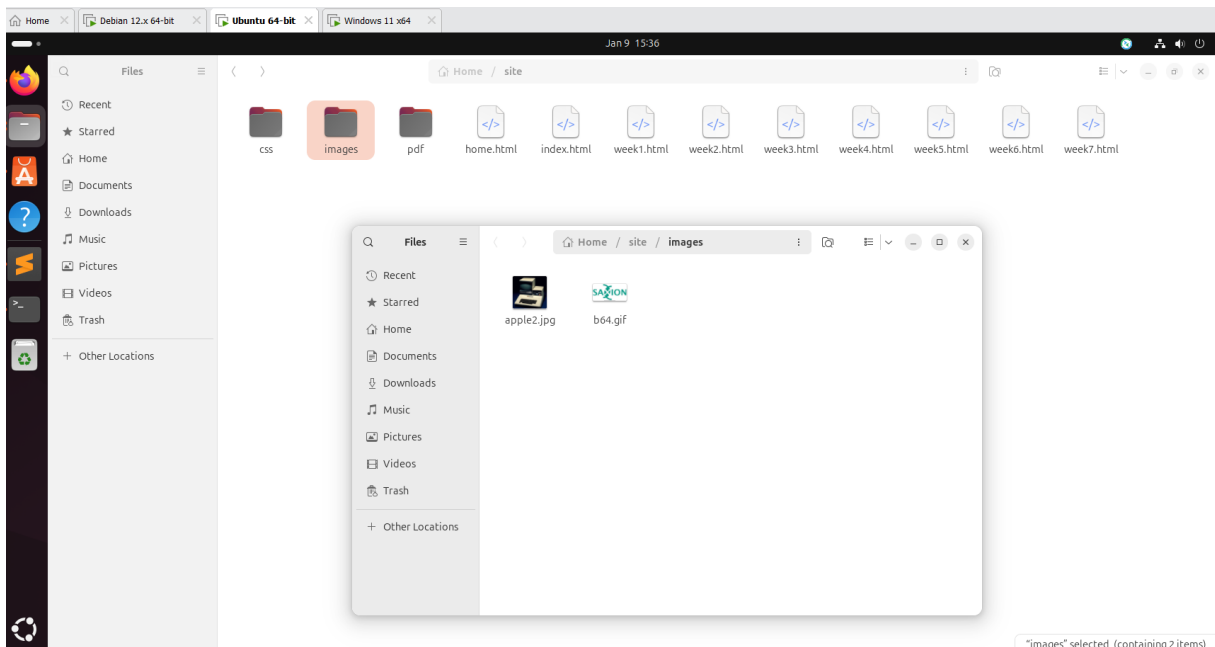 Home
Debian 12.x 64-bit
Ubuntu 64-bit
Windows 11 x64
Jan 9 15:36
Files
Home / site
Recent
Starred
Home
Documents
Downloads
Music
Pictures
Videos
Trash
+ Other Locations
css
images
pdf
home.html
index.html
week1.html
week2.html
week3.html
week4.html
week5.html
week6.html
week7.html
Files
Home / site / images
Recent
Starred
Home
Documents
Downloads
Music
Pictures
Videos
Trash
+ Other Locations
SAXION
apple2.jpg
b64.gif
"images" selected (containing 2 items)